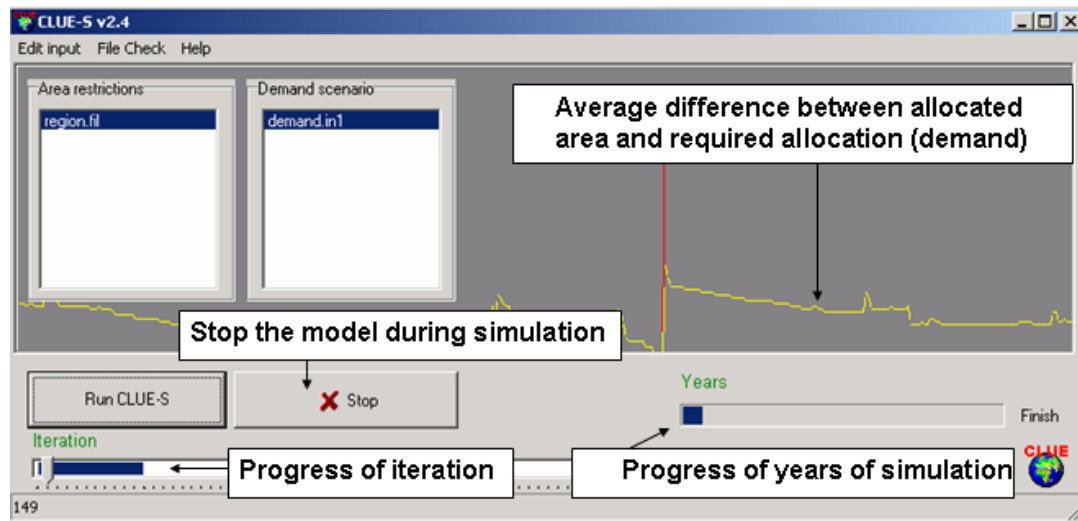 CLUE-S v2.4
Edit input File Check Help
Area restrictions
region.fil
Demand scenario
demand.in1
Average difference between allocated
area and required allocation (demand)
Stop the model during simulation
Run CLUE-S
Stop
Years
Finish
Iteration
Progress of iteration
Progress of years of simulation
CLUE
149